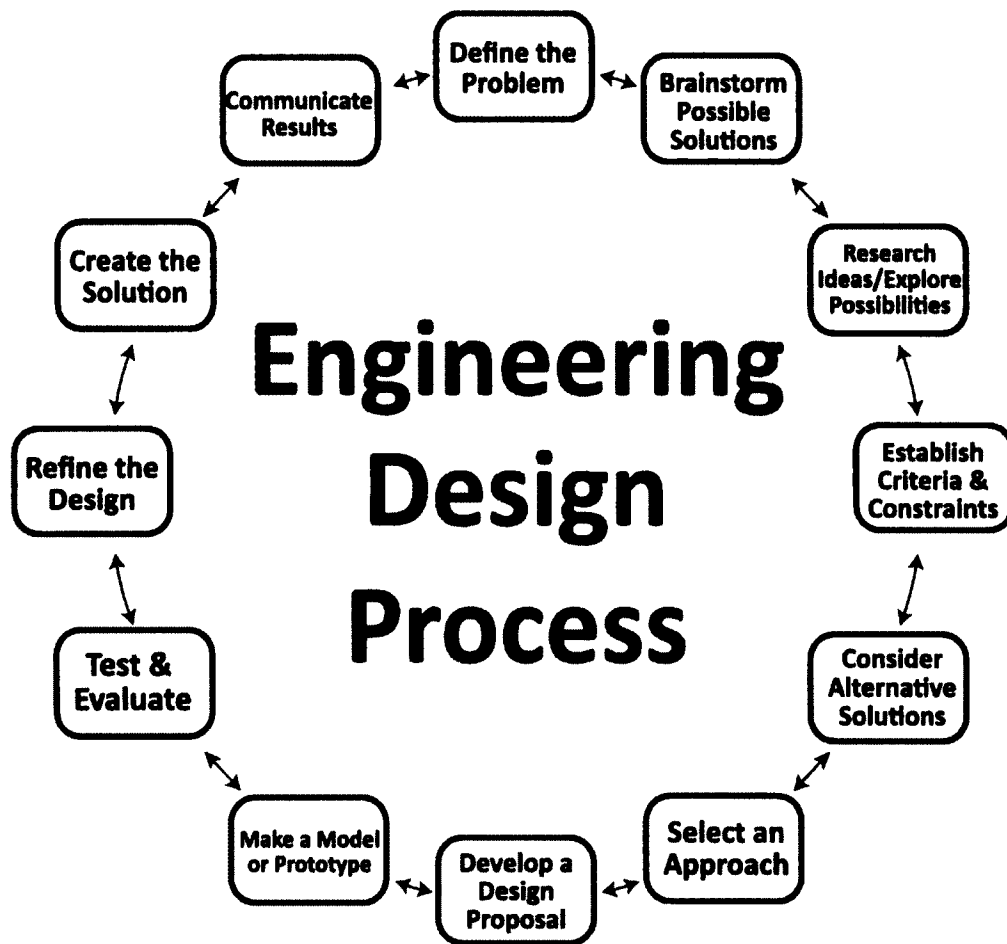 Define the
Problem
Brainstorm
Possible
Solutions
Research
Ideas/Explore
Possibilities
Establish
Criteria &
Constraints
Consider
Alternative
Solutions
Select an
Approach
Develop a
Design
Proposal
Make a Model
or Prototype
Test &
Evaluate
Refine the
Design
Create the
Solution
Communicate
Results
Engineering
Design
Process